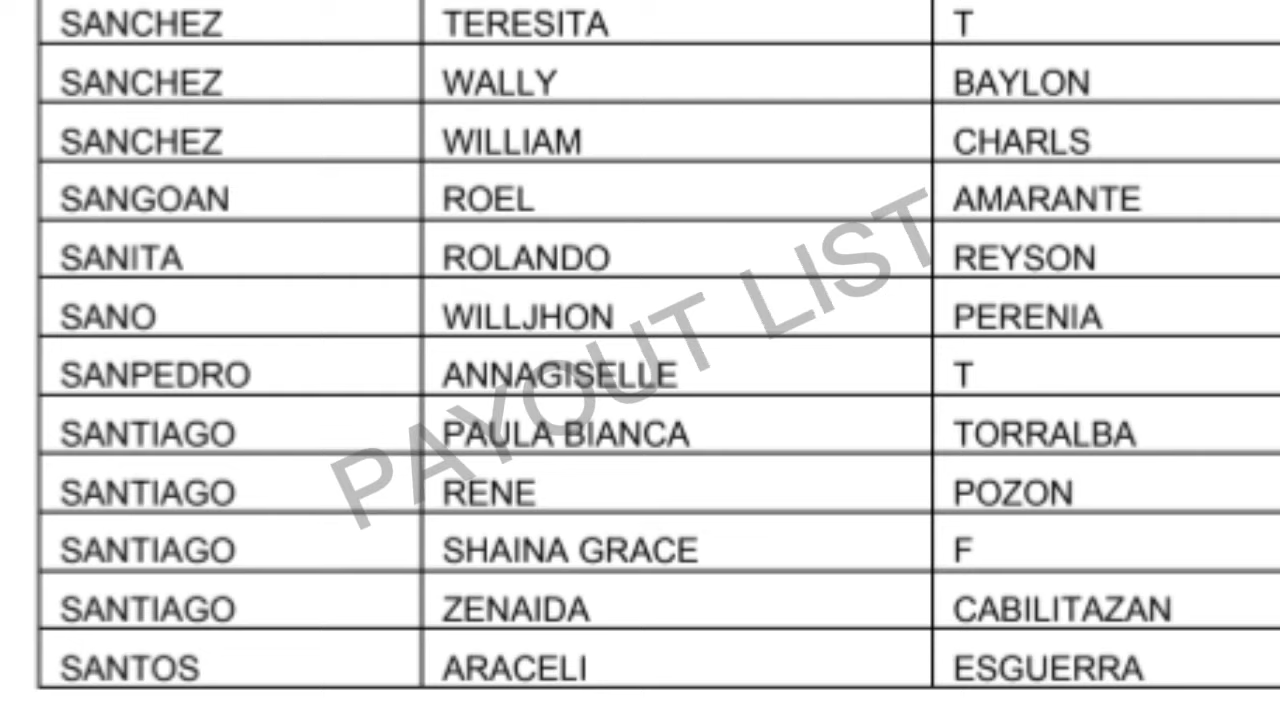 SANCHEZ TERESITA T
SANCHEZ WALLY BAYLON
SANCHEZ WILLIAM CHARLS
SANGOAN ROEL AMARANTE
SANITA ROLANDO REYSON
SANO WILLJHON PERENIA
SANPEDRO ANNAGISELLE T
SANTIAGO PAULA BIANCA TORRALBA
SANTIAGO RENE POZON
SANTIAGO SHAINA GRACE F
SANTIAGO ZENAIDA CABILITAZAN
SANTOS ARACELI ESGUERRA
PAYOUT LIST